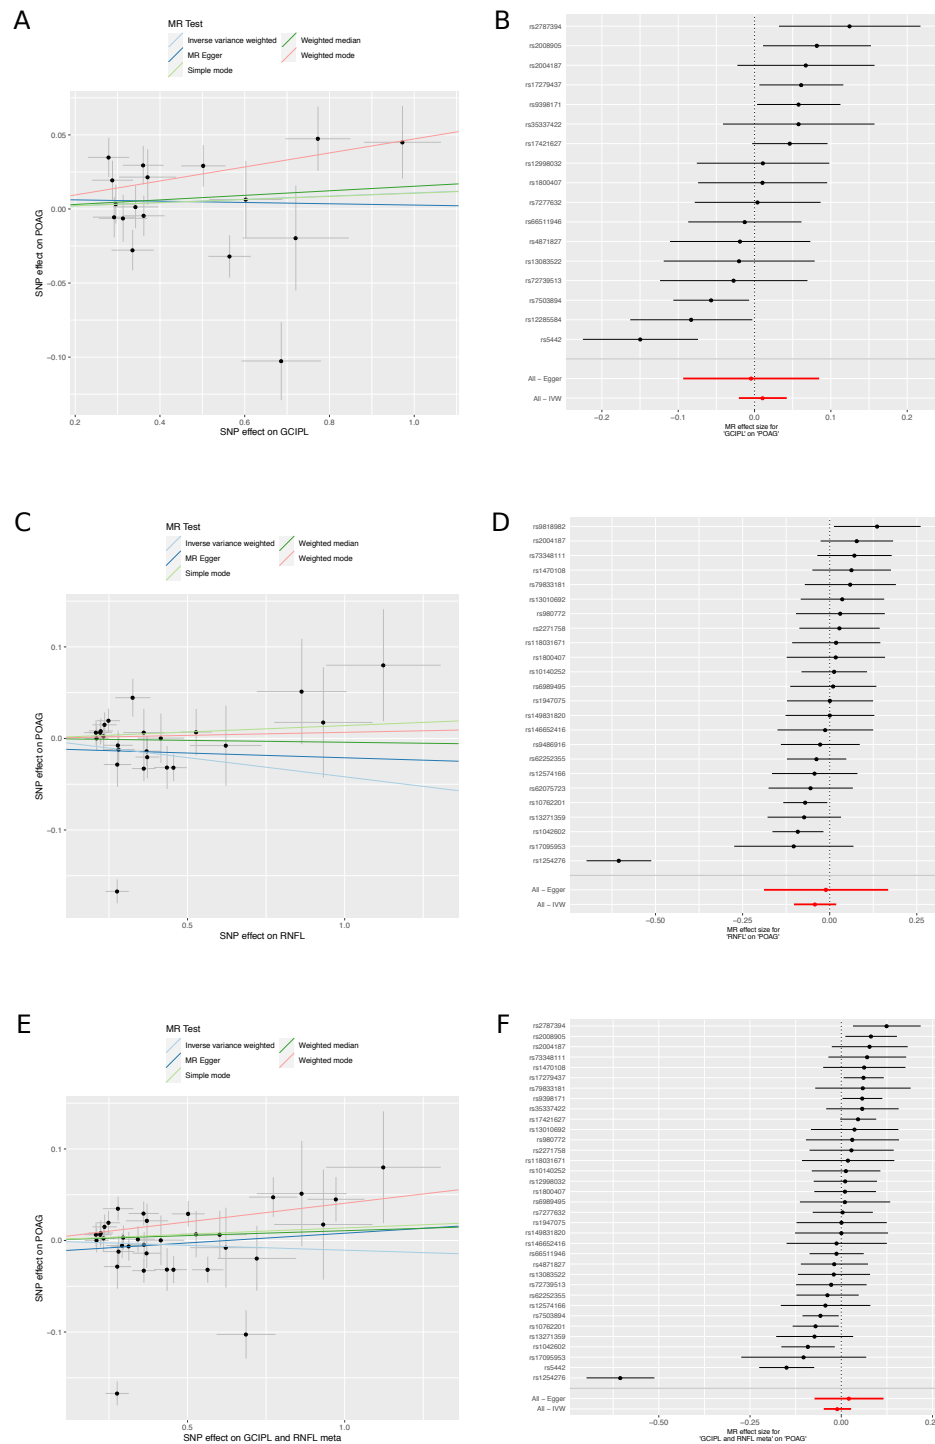 A
MR Test
Inverse variance weighted
Weighted median
MR Egger
Weighted mode
Simple mode
SNP effect on POAG
0.05
0.00
−0.05
−0.10
0.2 0.4 0.6 0.8 1.0
SNP effect on GCIPL
B
rs2787394
rs2008905
rs2004187
rs17279437
rs9398171
rs35337422
rs17421627
rs12998032
rs1800407
rs7277632
rs66511946
rs4871827
rs13083522
rs72739513
rs7503894
rs12285584
rs5442
All − Egger
All − IVW
−0.2 −0.1 0.0 0.1 0.2
MR effect size for
'GCIPL' on 'POAG'
C
MR Test
Inverse variance weighted
Weighted median
MR Egger
Weighted mode
Simple mode
SNP effect on POAG
0.1
0.0
−0.1
0.5 1.0
SNP effect on RNFL
D
rs9818982
rs2004187
rs73348111
rs1470108
rs79833181
rs13010692
rs980772
rs2271758
rs118031671
rs1800407
rs10140252
rs6989495
rs1947075
rs149831820
rs146652416
rs9486916
rs62252355
rs12574166
rs62075723
rs10762201
rs13271359
rs1042602
rs17095953
rs1254276
All − Egger
All − IVW
−0.50 −0.25 0.00 0.25
MR effect size for
'RNFL' on 'POAG'
E
MR Test
Inverse variance weighted
Weighted median
MR Egger
Weighted mode
Simple mode
SNP effect on POAG
0.1
0.0
−0.1
0.5 1.0
SNP effect on GCIPL and RNFL meta
F
rs2787394
rs2008905
rs2004187
rs73348111
rs1470108
rs17279437
rs79833181
rs9398171
rs35337422
rs17421627
rs13010692
rs980772
rs2271758
rs118031671
rs10140252
rs12998032
rs1800407
rs6989495
rs7277632
rs1947075
rs149831820
rs146652416
rs66511946
rs4871827
rs13083522
rs72739513
rs62252355
rs12574166
rs7503894
rs10762201
rs13271359
rs1042602
rs17095953
rs5442
rs1254276
All − Egger
All − IVW
−0.50 −0.25 0.00 0.25
MR effect size for
'GCIPL and RNFL meta' on 'POAG'